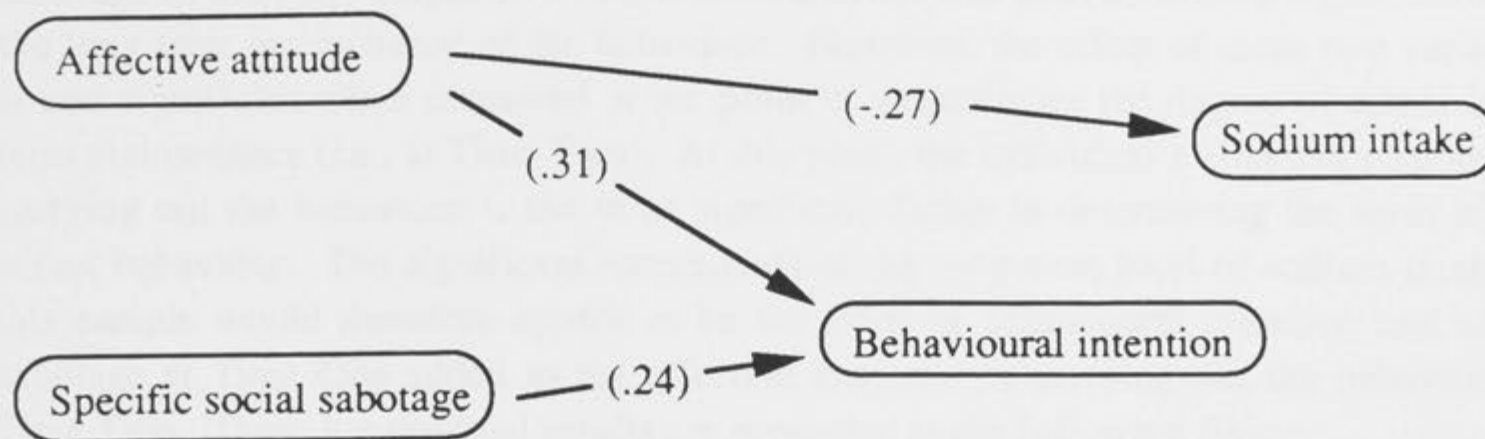 Affective attitude
(-.27)
Sodium intake
(.31)
Behavioural intention
(.24)
Specific social sabotage